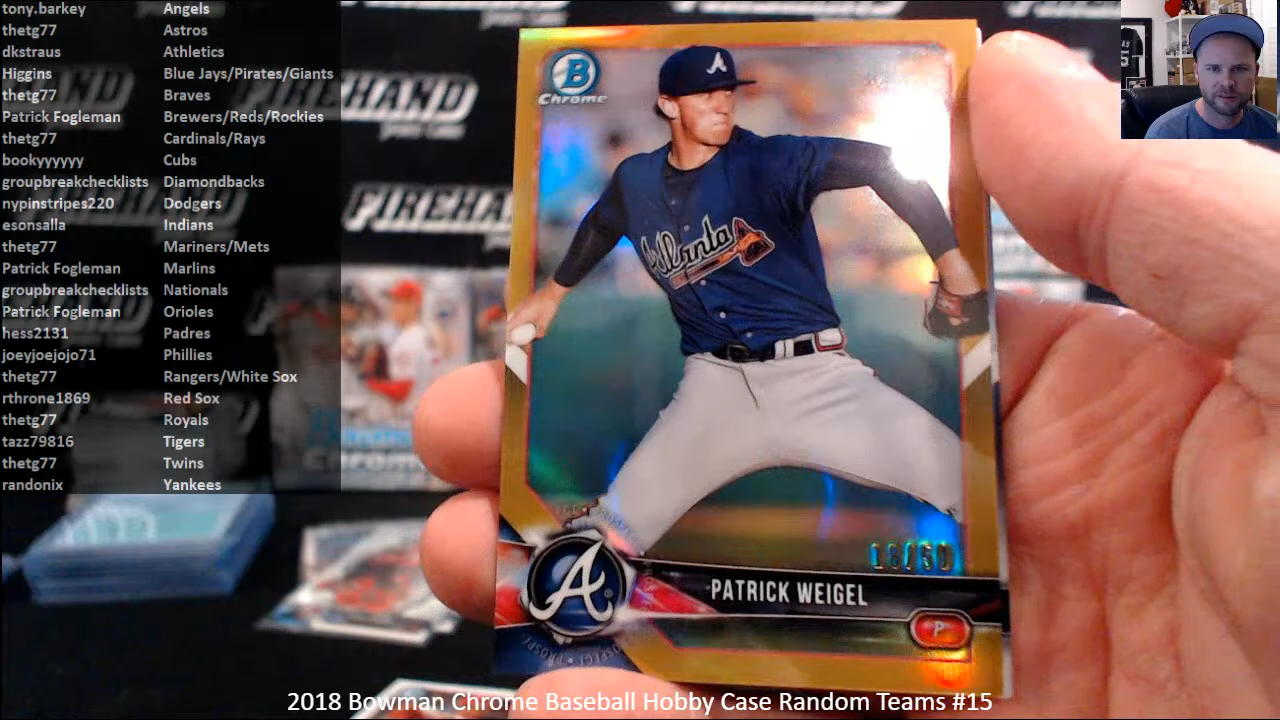 tony.barkey Angels
thetg77 Astros
dkstraus Athletics
Higgins Blue Jays/Pirates/Giants
thetg77 Braves
Patrick Fogleman Brewers/Reds/Rockies
thetg77 Cardinals/Rays
bookyyyyyy Cubs
groupbreakchecklists Diamondbacks
nypinstripes220 Dodgers
esonsalla Indians
thetg77 Mariners/Mets
Patrick Fogleman Marlins
groupbreakchecklists Nationals
Patrick Fogleman Orioles
hess2131 Padres
joeyjoejojo71 Phillies
thetg77 Rangers/White Sox
rthrone1869 Red Sox
thetg77 Royals
tazz79816 Tigers
thetg77 Twins
randonix Yankees
FIREHAND
FIREHAND
B
Chrome
A
Atlanta
18/50
A
PATRICK WEIGEL
P
2018 Bowman Chrome Baseball Hobby Case Random Teams #15